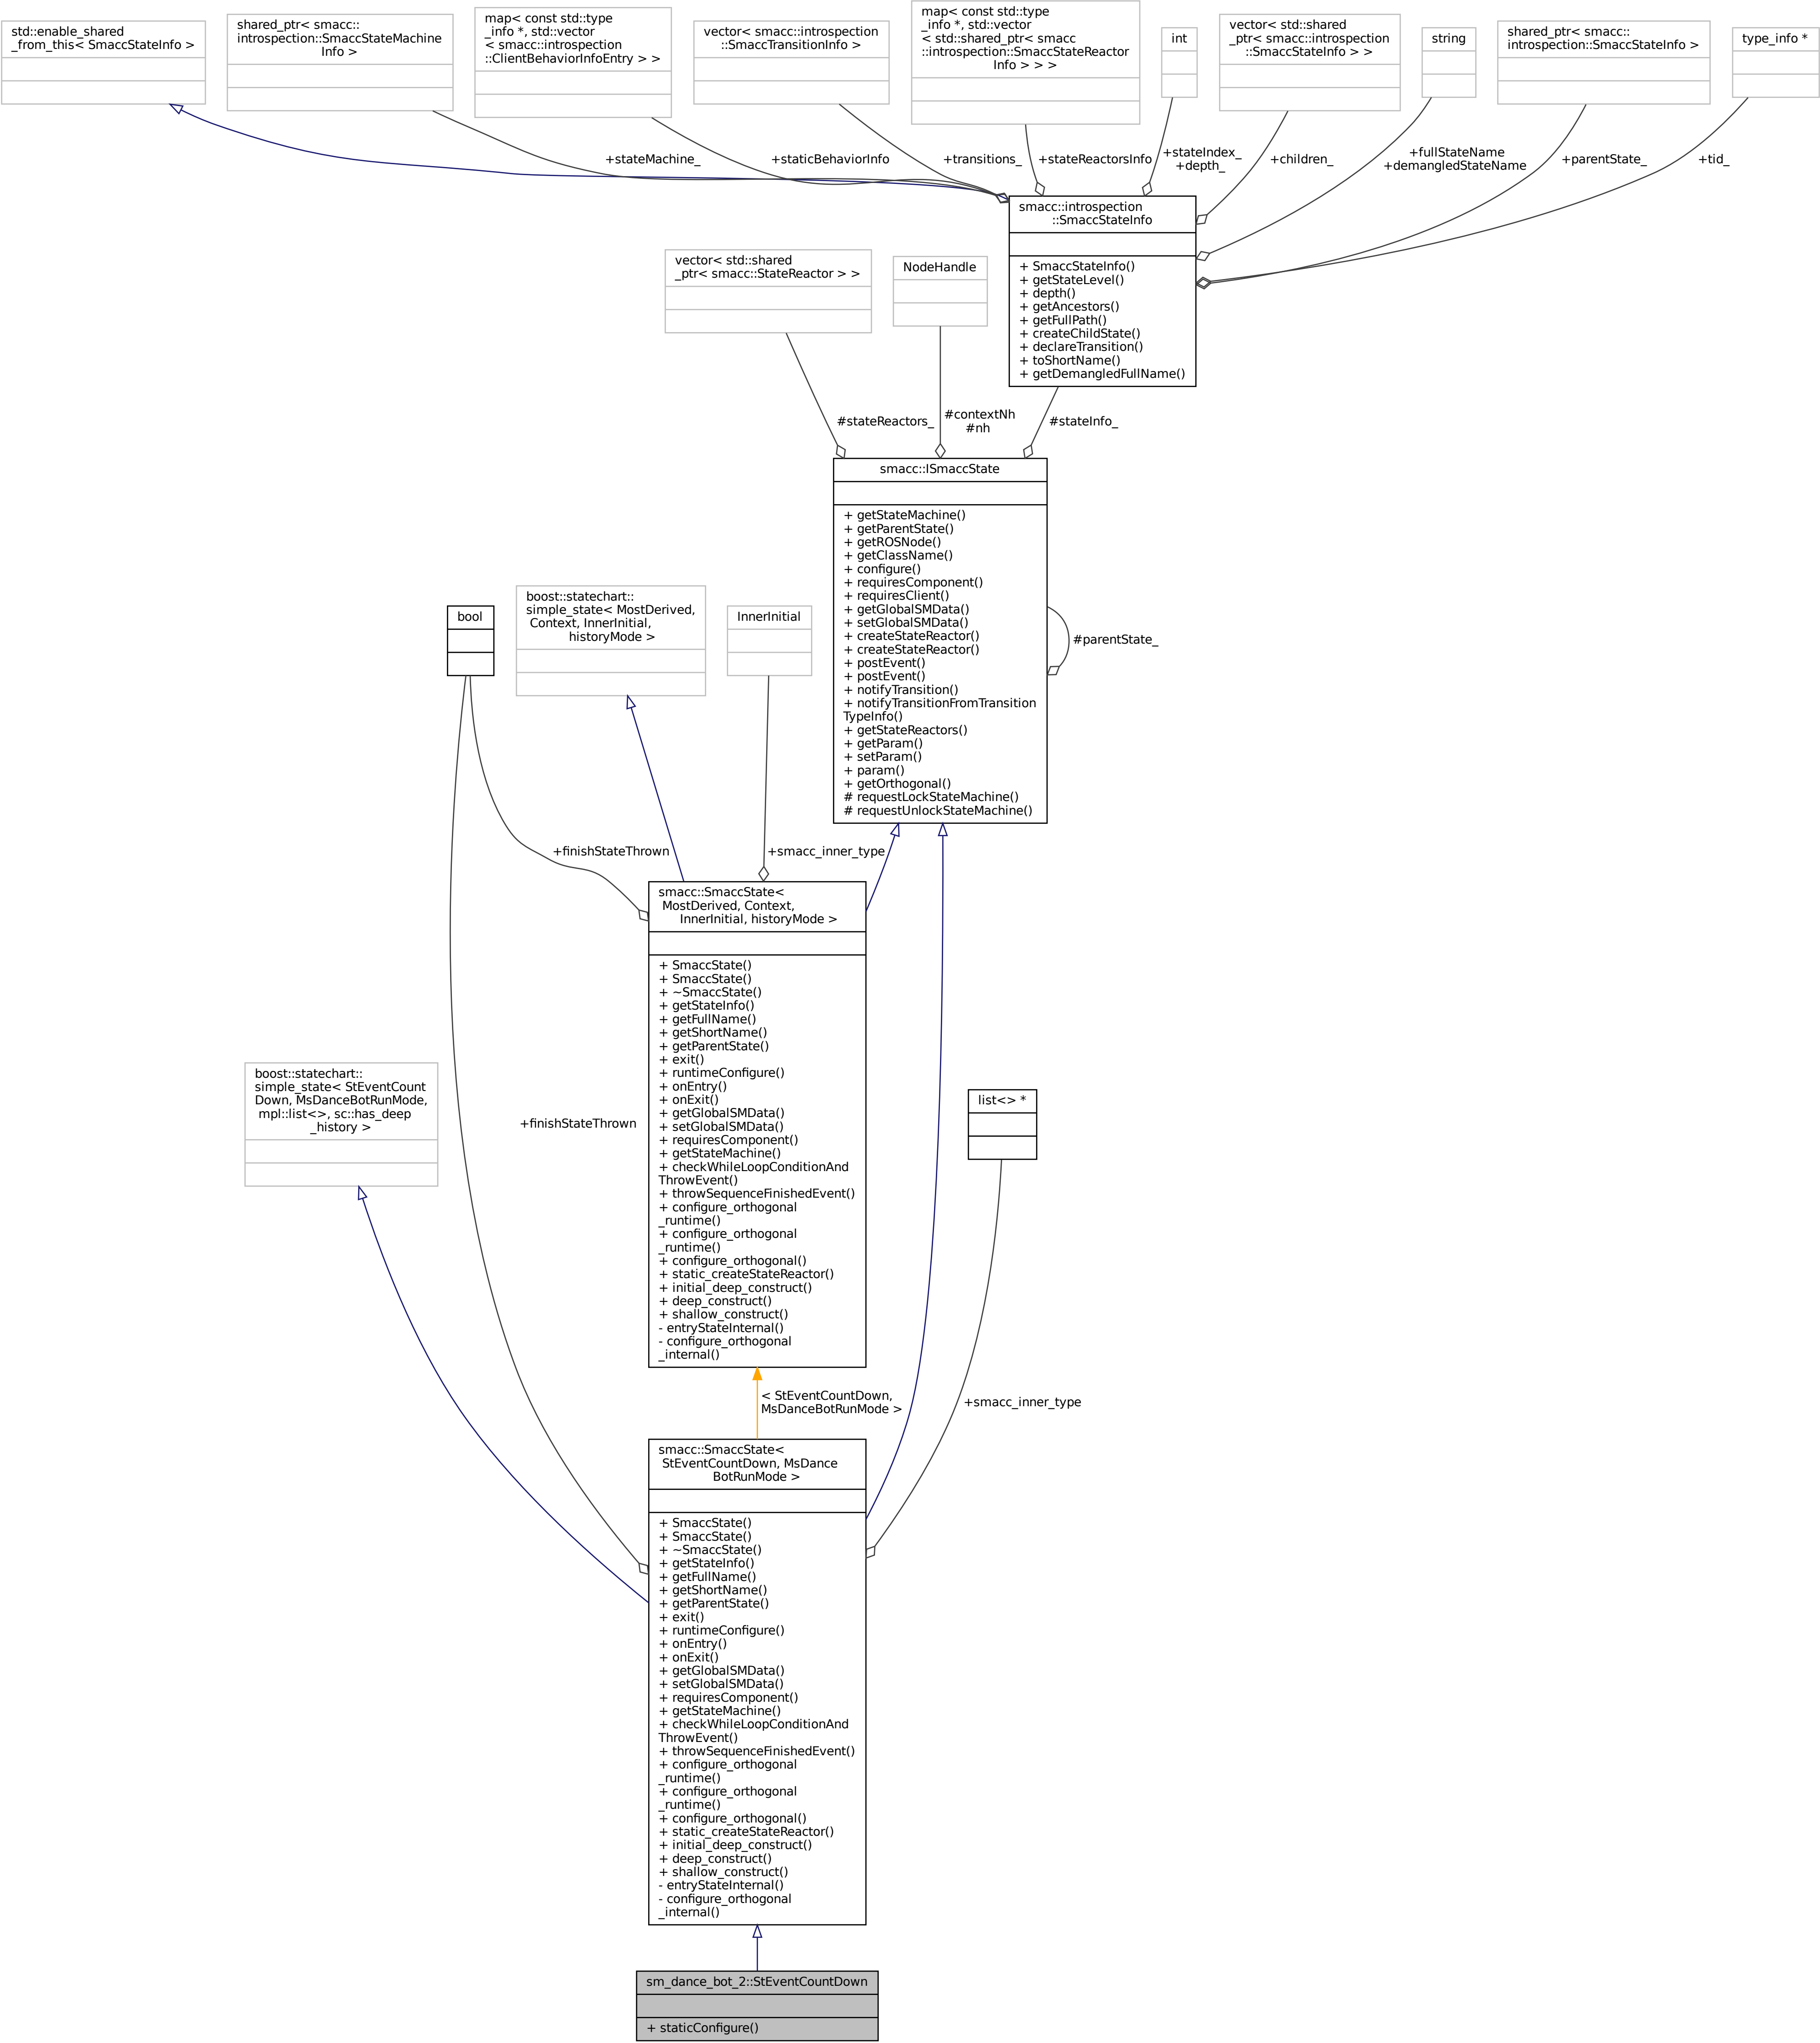 std::enable_shared
_from_this< SmaccStateInfo >
shared_ptr< smacc::
introspection::SmaccStateMachine
Info >
map< const std::type
_info *, std::vector
< smacc::introspection
::ClientBehaviorInfoEntry > >
vector< smacc::introspection
::SmaccTransitionInfo >
map< const std::type
_info *, std::vector
< std::shared_ptr< smacc
::introspection::SmaccStateReactor
Info > > >
int
vector< std::shared
_ptr< smacc::introspection
::SmaccStateInfo > >
string
shared_ptr< smacc::
introspection::SmaccStateInfo >
type_info *
+stateMachine_
+staticBehaviorInfo
+transitions_
+stateReactorsInfo
+stateIndex_
+depth_
+children_
+fullStateName
+demangledStateName
+parentState_
+tid_
smacc::introspection
::SmaccStateInfo
+ SmaccStateInfo()
+ getStateLevel()
+ depth()
+ getAncestors()
+ getFullPath()
+ createChildState()
+ declareTransition()
+ toShortName()
+ getDemangledFullName()
vector< std::shared
_ptr< smacc::StateReactor > >
NodeHandle
#stateReactors_
#contextNh
#nh
#stateInfo_
smacc::ISmaccState
+ getStateMachine()
+ getParentState()
+ getROSNode()
+ getClassName()
+ configure()
+ requiresComponent()
+ requiresClient()
+ getGlobalSMData()
+ setGlobalSMData()
+ createStateReactor()
+ createStateReactor()
+ postEvent()
+ postEvent()
+ notifyTransition()
+ notifyTransitionFromTransition
TypeInfo()
+ getStateReactors()
+ getParam()
+ setParam()
+ param()
+ getOrthogonal()
# requestLockStateMachine()
# requestUnlockStateMachine()
#parentState_
bool
boost::statechart::
simple_state< MostDerived,
Context, InnerInitial,
historyMode >
InnerInitial
+finishStateThrown
+smacc_inner_type
smacc::SmaccState<
MostDerived, Context,
InnerInitial, historyMode >
+ SmaccState()
+ SmaccState()
+ ~SmaccState()
+ getStateInfo()
+ getFullName()
+ getShortName()
+ getParentState()
+ exit()
+ runtimeConfigure()
+ onEntry()
+ onExit()
+ getGlobalSMData()
+ setGlobalSMData()
+ requiresComponent()
+ getStateMachine()
+ checkWhileLoopConditionAnd
ThrowEvent()
+ throwSequenceFinishedEvent()
+ configure_orthogonal
_runtime()
+ configure_orthogonal
_runtime()
+ configure_orthogonal()
+ static_createStateReactor()
+ initial_deep_construct()
+ deep_construct()
+ shallow_construct()
- entryStateInternal()
- configure_orthogonal
_internal()
boost::statechart::
simple_state< StEventCount
Down, MsDanceBotRunMode,
mpl::list<>, sc::has_deep
_history >
+finishStateThrown
list<> *
< StEventCountDown,
MsDanceBotRunMode >
+smacc_inner_type
smacc::SmaccState<
StEventCountDown, MsDance
BotRunMode >
+ SmaccState()
+ SmaccState()
+ ~SmaccState()
+ getStateInfo()
+ getFullName()
+ getShortName()
+ getParentState()
+ exit()
+ runtimeConfigure()
+ onEntry()
+ onExit()
+ getGlobalSMData()
+ setGlobalSMData()
+ requiresComponent()
+ getStateMachine()
+ checkWhileLoopConditionAnd
ThrowEvent()
+ throwSequenceFinishedEvent()
+ configure_orthogonal
_runtime()
+ configure_orthogonal
_runtime()
+ configure_orthogonal()
+ static_createStateReactor()
+ initial_deep_construct()
+ deep_construct()
+ shallow_construct()
- entryStateInternal()
- configure_orthogonal
_internal()
sm_dance_bot_2::StEventCountDown
+ staticConfigure()